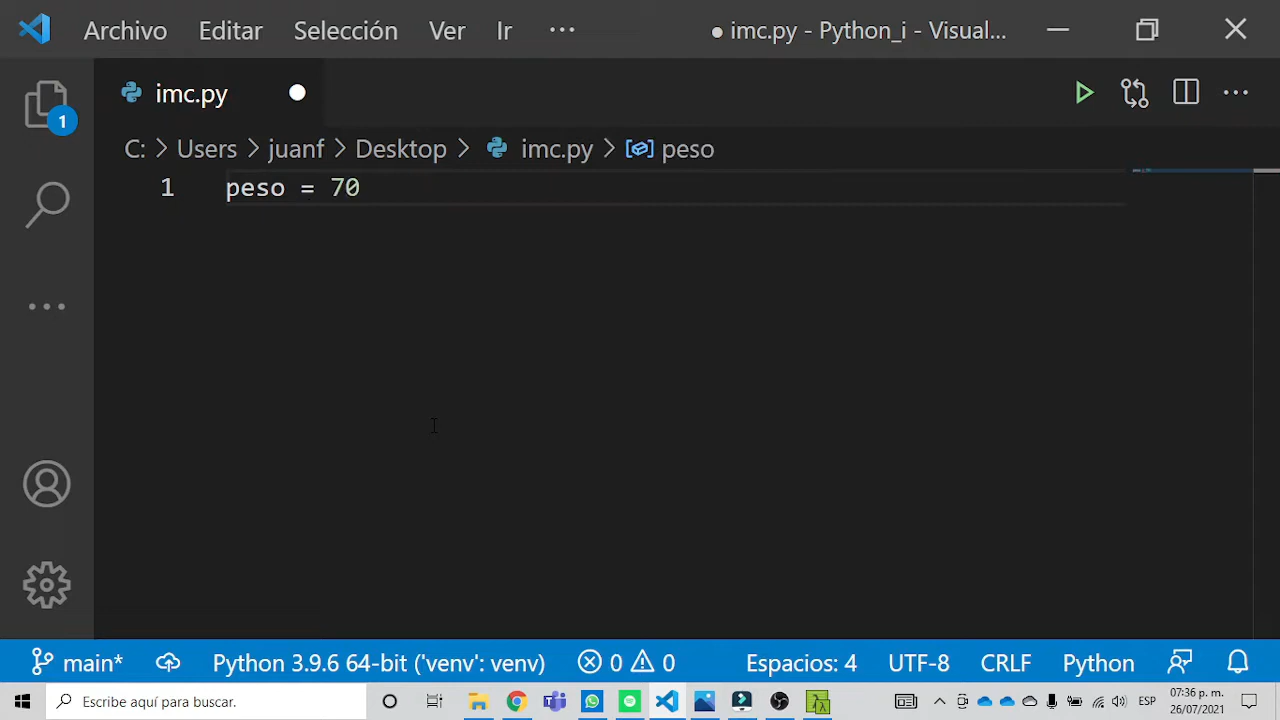 Archivo Editar Selección Ver Ir ··· ● imc.py - Python_i - Visual...
imc.py
1
C: > Users > juanf > Desktop > imc.py > peso
1 peso = 70
main* Python 3.9.6 64-bit ('venv': venv) 0 0 Espacios: 4 UTF-8 CRLF Python
Escribe aquí para buscar. ESP 07:36 p. m.
26/07/2021